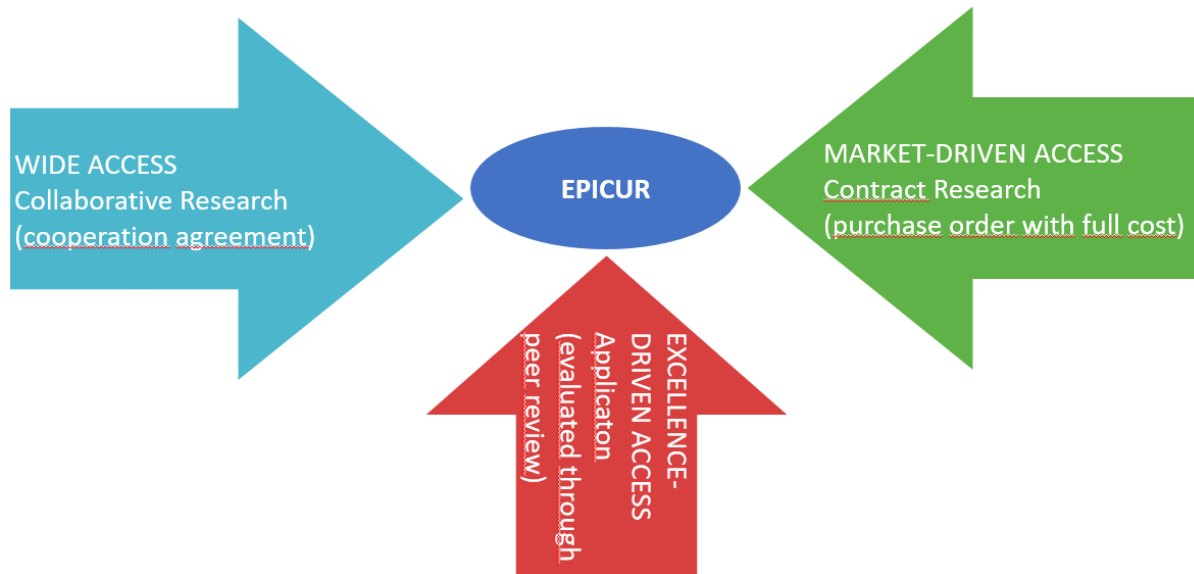 WIDE ACCESS
Collaborative Research
(cooperation agreement)
EPICUR
MARKET-DRIVEN ACCESS
Contract Research
(purchase order with full cost)
EXCELLENCE-
DRIVEN ACCESS
Applicaton
(evaluated through
peer review)